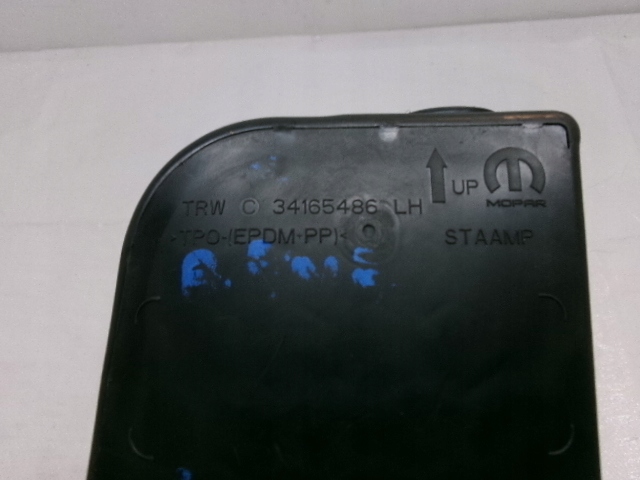 UP
MOPAR
TRW C 34165486 LH
>TPO-(EPDM+PP)<
STAAMP